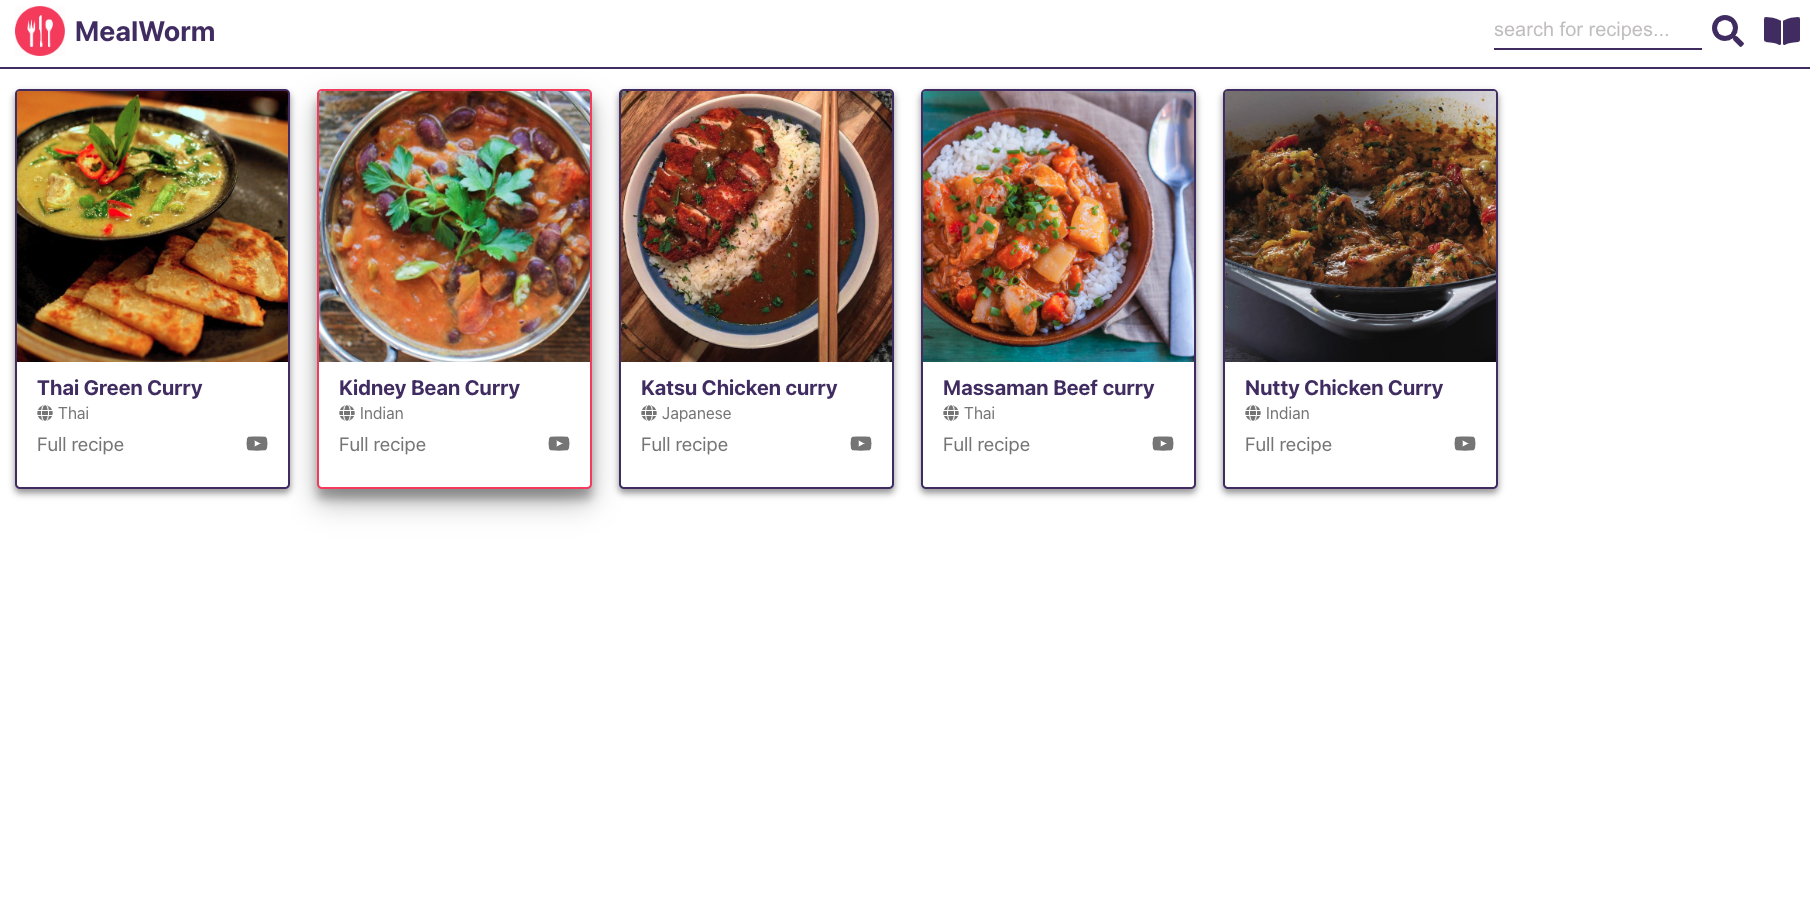 MealWorm
search for recipes...
Thai Green Curry
Thai
Full recipe
Kidney Bean Curry
Indian
Full recipe
Katsu Chicken curry
Japanese
Full recipe
Massaman Beef curry
Thai
Full recipe
Nutty Chicken Curry
Indian
Full recipe